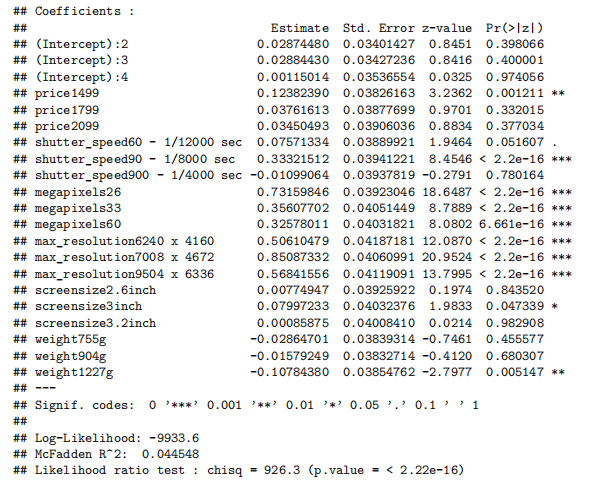 ## Coefficients :
##                                   Estimate  Std. Error z-value  Pr(>|z|)
## (Intercept):2                   0.02874480  0.03401427  0.8451  0.398066
## (Intercept):3                   0.02884430  0.03427236  0.8416  0.400001
## (Intercept):4                   0.00115014  0.03536554  0.0325  0.974056
## price1499                       0.12382390  0.03826163  3.2362  0.001211 **
## price1799                       0.03761613  0.03877699  0.9701  0.332015
## price2099                       0.03450493  0.03906036  0.8834  0.377034
## shutter_speed60 - 1/12000 sec   0.07571334  0.03889921  1.9464  0.051607 .
## shutter_speed90 - 1/8000 sec    0.33321512  0.03941221  8.4546 < 2.2e-16 ***
## shutter_speed900 - 1/4000 sec -0.01099064  0.03937819 -0.2791  0.780164
## megapixels26                    0.73159846  0.03923046 18.6487 < 2.2e-16 ***
## megapixels33                    0.35607702  0.04051449  8.7889 < 2.2e-16 ***
## megapixels60                    0.32578011  0.04031821  8.0802 6.661e-16 ***
## max_resolution6240 x 4160       0.50610479  0.04187181 12.0870 < 2.2e-16 ***
## max_resolution7008 x 4672       0.85087332  0.04060991 20.9524 < 2.2e-16 ***
## max_resolution9504 x 6336       0.56841556  0.04119091 13.7995 < 2.2e-16 ***
## screensize2.6inch               0.00774947  0.03925922  0.1974  0.843520
## screensize3inch                 0.07997233  0.04032376  1.9833  0.047339 *
## screensize3.2inch               0.00085875  0.04008410  0.0214  0.982908
## weight755g                     -0.02864701  0.03839314 -0.7461  0.455577
## weight904g                     -0.01579249  0.03832714 -0.4120  0.680307
## weight1227g                    -0.10784380  0.03854762 -2.7977  0.005147 **
## ---
## Signif. codes:  0 '***' 0.001 '**' 0.01 '*' 0.05 '.' 0.1 ' ' 1
##
## Log-Likelihood: -9933.6
## McFadden R^2:  0.044548
## Likelihood ratio test : chisq = 926.3 (p.value = < 2.22e-16)